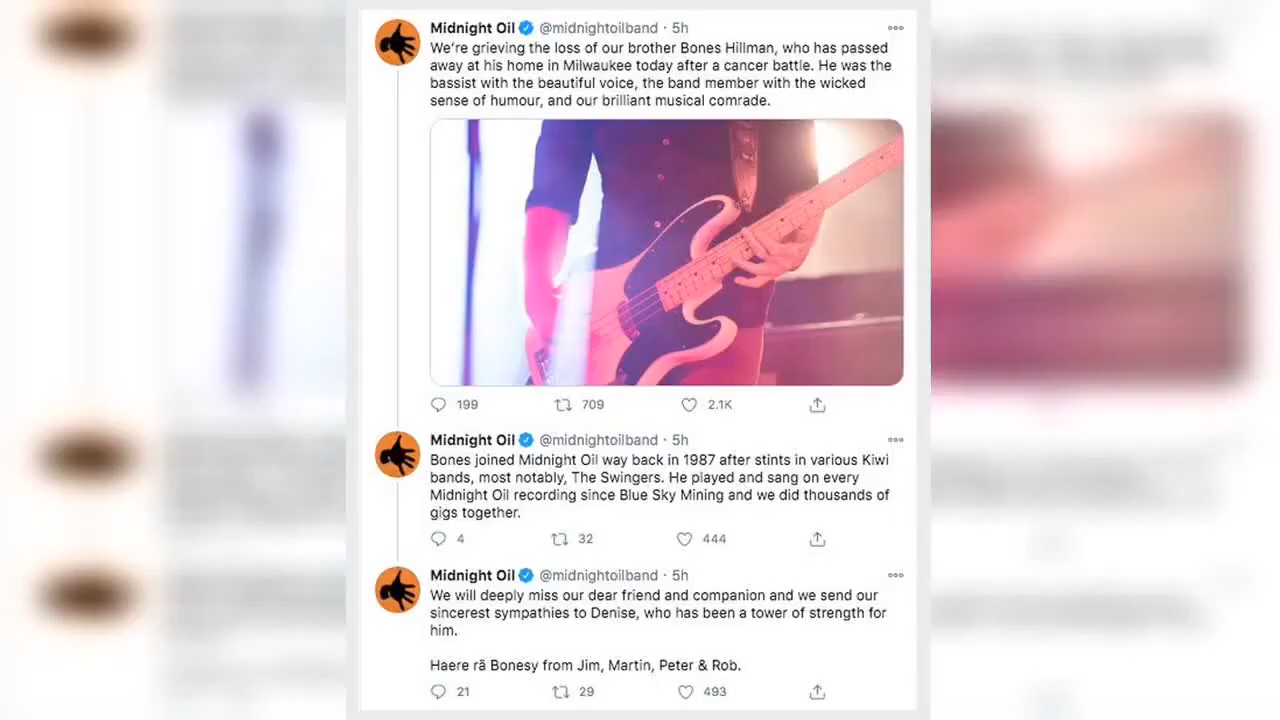 Midnight Oil @midnightoilband · 5h
We're grieving the loss of our brother Bones Hillman, who has passed
away at his home in Milwaukee today after a cancer battle. He was the
bassist with the beautiful voice, the band member with the wicked
sense of humour, and our brilliant musical comrade.
199 709 2.1K
Midnight Oil @midnightoilband · 5h
Bones joined Midnight Oil way back in 1987 after stints in various Kiwi
bands, most notably, The Swingers. He played and sang on every
Midnight Oil recording since Blue Sky Mining and we did thousands of
gigs together.
4 32 444
Midnight Oil @midnightoilband · 5h
We will deeply miss our dear friend and companion and we send our
sincerest sympathies to Denise, who has been a tower of strength for
him.
Haere rā Bonesy from Jim, Martin, Peter & Rob.
21 29 493